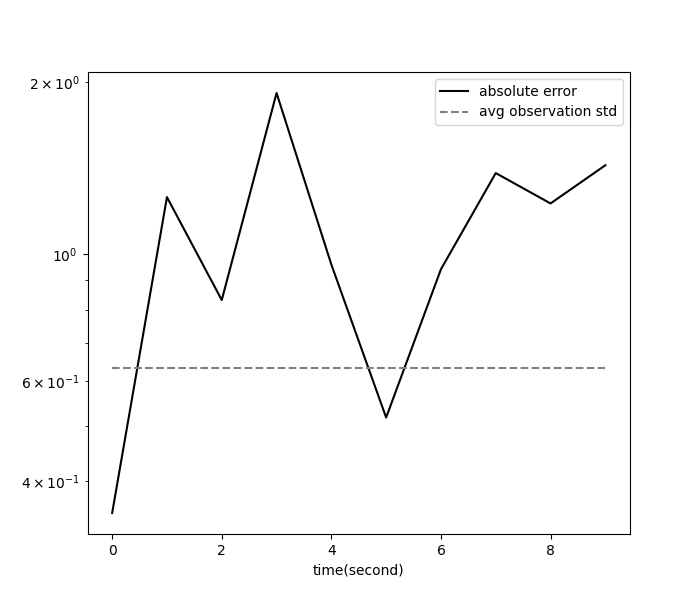 2 × 10⁰
absolute error
avg observation std
10⁰
6 × 10⁻¹
4 × 10⁻¹
0 2 4 6 8
time(second)